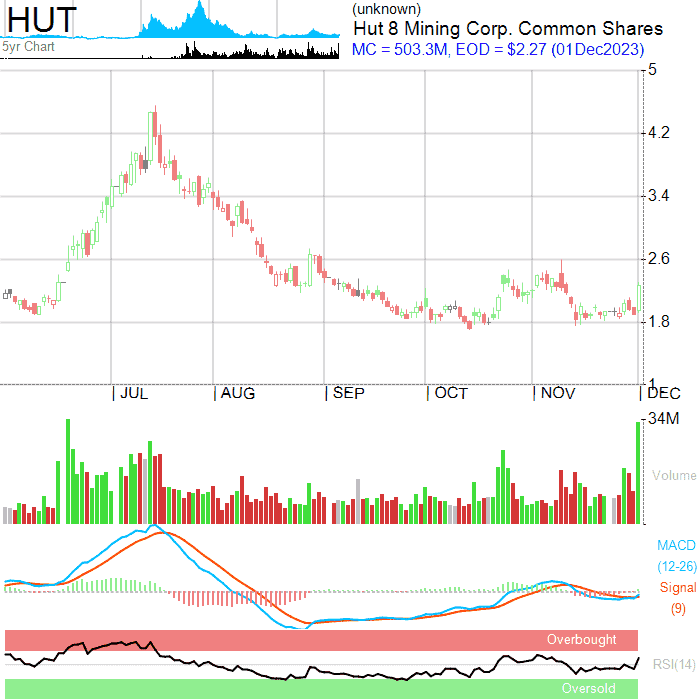 HUT
5yr Chart
(unknown)
Hut 8 Mining Corp. Common Shares
MC = 503.3M, EOD = $2.27 (01Dec2023)
5
4.2
3.4
2.6
1.8
1
JUL
AUG
SEP
OCT
NOV
DEC
34M
Volume
MACD
(12-26)
Signal
(9)
Overbought
RSI(14)
Oversold